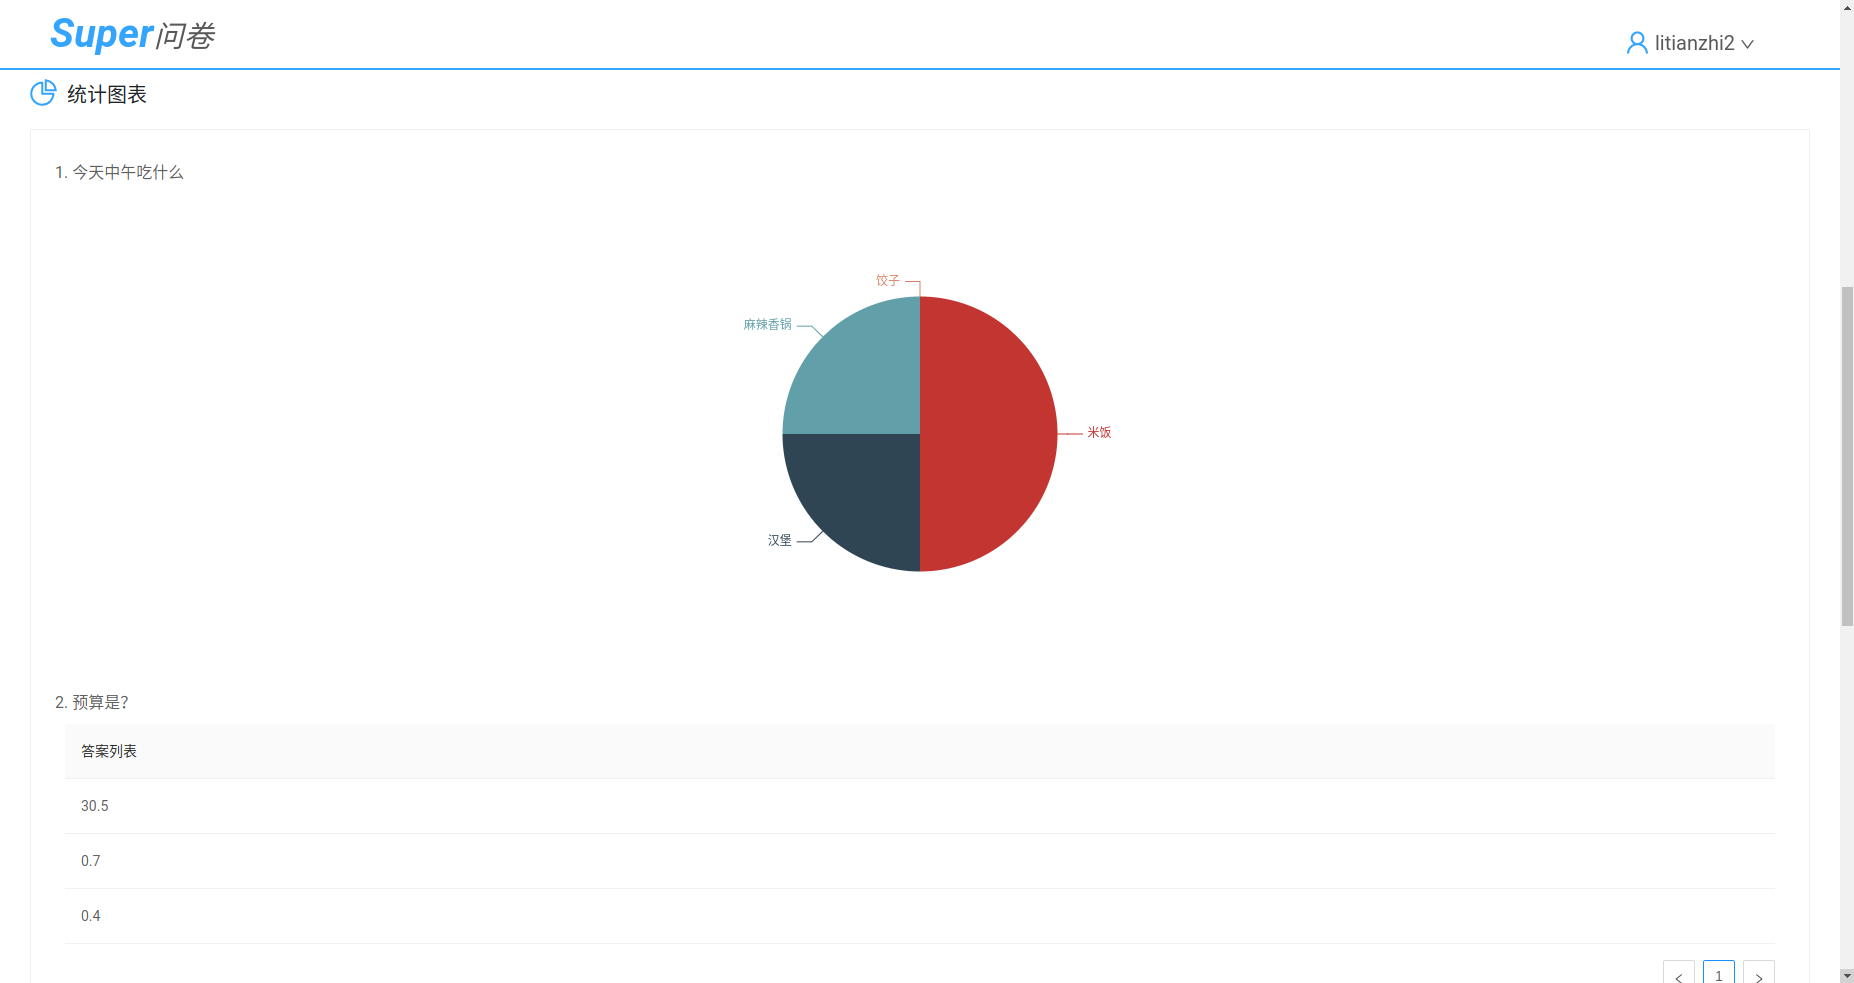 Super问卷
litianzhi2
统计图表
1. 今天中午吃什么
饺子
麻辣香锅
米饭
汉堡
2. 预算是?
答案列表
30.5
0.7
0.4
1